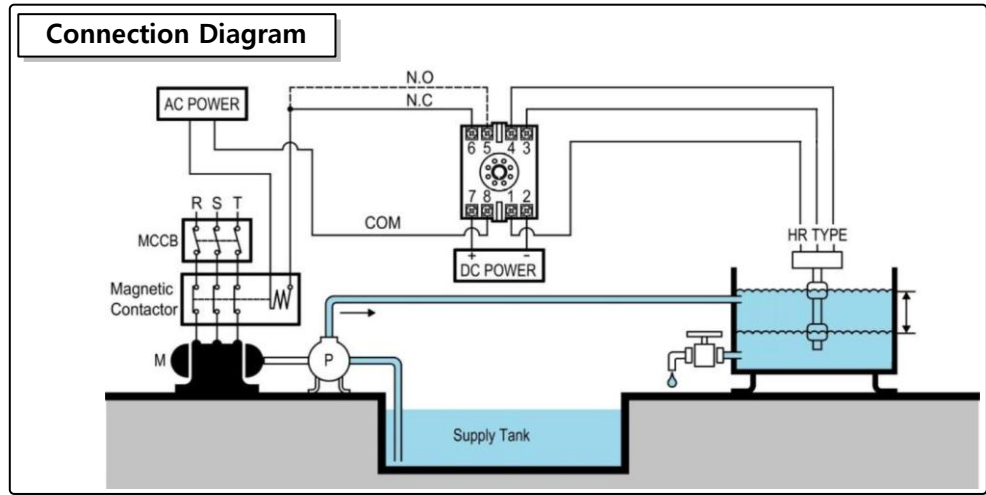 Connection Diagram
N.O
N.C
AC POWER
6 5 4 3
7 8 1 2
R S T
COM
MCCB
+ −
DC POWER
HR TYPE
Magnetic
Contactor
M
P
Supply Tank